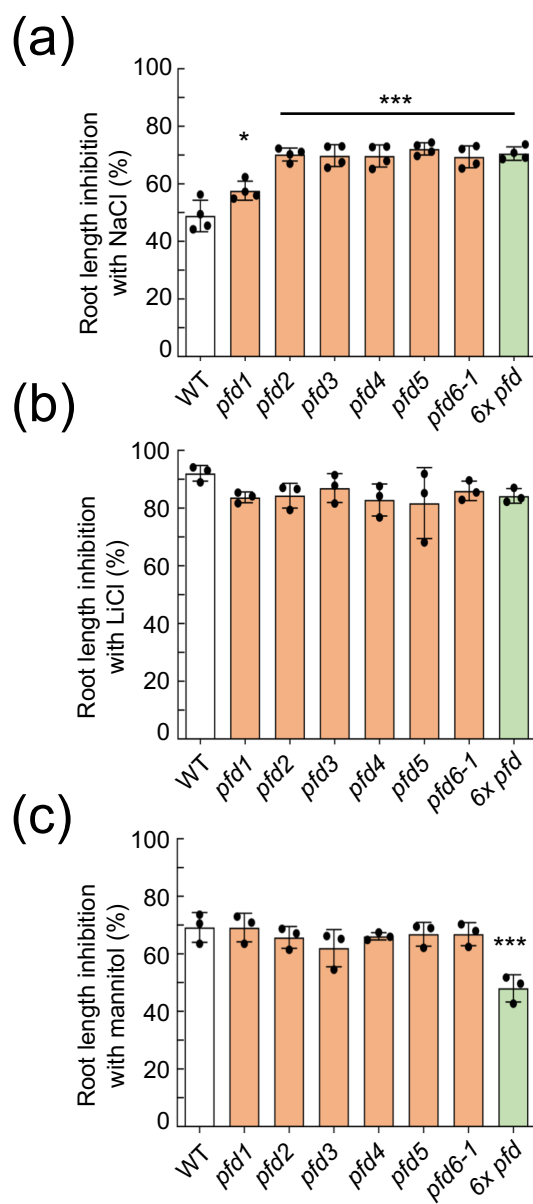 (a)
Root length inhibition
with NaCl (%)
100
80
60
40
20
0
*
***
WT
pfd1
pfd2
pfd3
pfd4
pfd5
pfd6-1
6x pfd
(b)
Root length inhibition
with LiCl (%)
100
80
60
40
20
0
WT
pfd1
pfd2
pfd3
pfd4
pfd5
pfd6-1
6x pfd
(c)
Root length inhibition
with mannitol (%)
100
80
60
40
20
0
***
WT
pfd1
pfd2
pfd3
pfd4
pfd5
pfd6-1
6x pfd